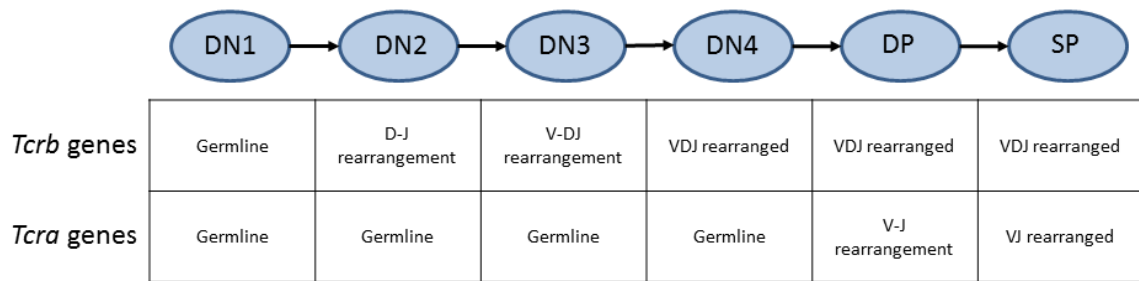 DN1 DN2 DN3 DN4 DP SP
Tcrb genes Germline D-J rearrangement V-DJ rearrangement VDJ rearranged VDJ rearranged VDJ rearranged
Tcra genes Germline Germline Germline Germline V-J rearrangement VJ rearranged